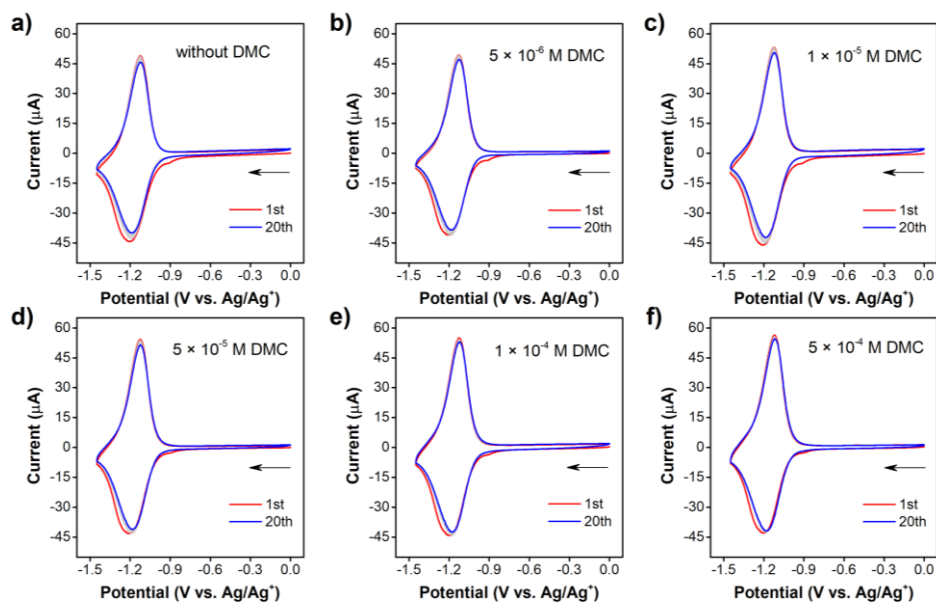 a)
without DMC
Current (μA)
60
45
30
15
0
-15
-30
-45
1st
20th
-1.5 -1.2 -0.9 -0.6 -0.3 0.0
Potential (V vs. Ag/Ag⁺)
b)
5 × 10⁻⁶ M DMC
Current (μA)
60
45
30
15
0
-15
-30
-45
1st
20th
-1.5 -1.2 -0.9 -0.6 -0.3 0.0
Potential (V vs. Ag/Ag⁺)
c)
1 × 10⁻⁵ M DMC
Current (μA)
60
45
30
15
0
-15
-30
-45
1st
20th
-1.5 -1.2 -0.9 -0.6 -0.3 0.0
Potential (V vs. Ag/Ag⁺)
d)
5 × 10⁻⁵ M DMC
Current (μA)
60
45
30
15
0
-15
-30
-45
1st
20th
-1.5 -1.2 -0.9 -0.6 -0.3 0.0
Potential (V vs. Ag/Ag⁺)
e)
1 × 10⁻⁴ M DMC
Current (μA)
60
45
30
15
0
-15
-30
-45
1st
20th
-1.5 -1.2 -0.9 -0.6 -0.3 0.0
Potential (V vs. Ag/Ag⁺)
f)
5 × 10⁻⁴ M DMC
Current (μA)
60
45
30
15
0
-15
-30
-45
1st
20th
-1.5 -1.2 -0.9 -0.6 -0.3 0.0
Potential (V vs. Ag/Ag⁺)